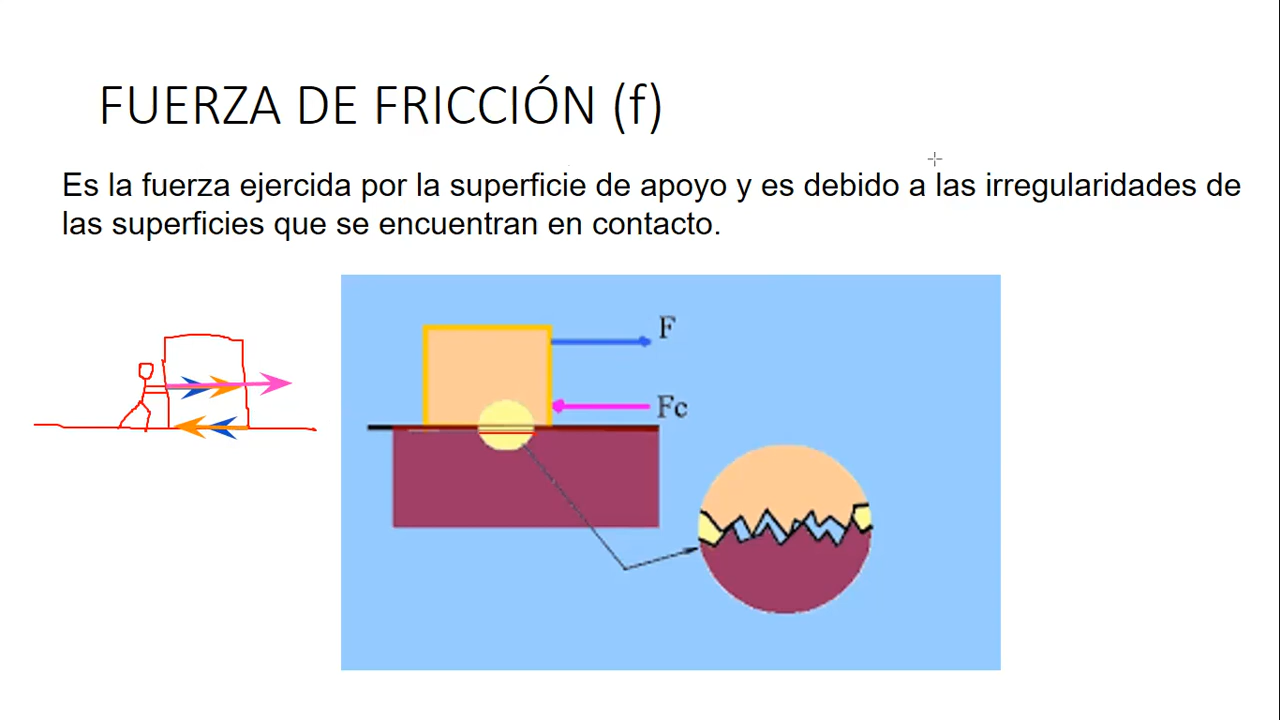 FUERZA DE FRICCIÓN (f)
Es la fuerza ejercida por la superficie de apoyo y es debido a las irregularidades de
las superficies que se encuentran en contacto.
F
Fc